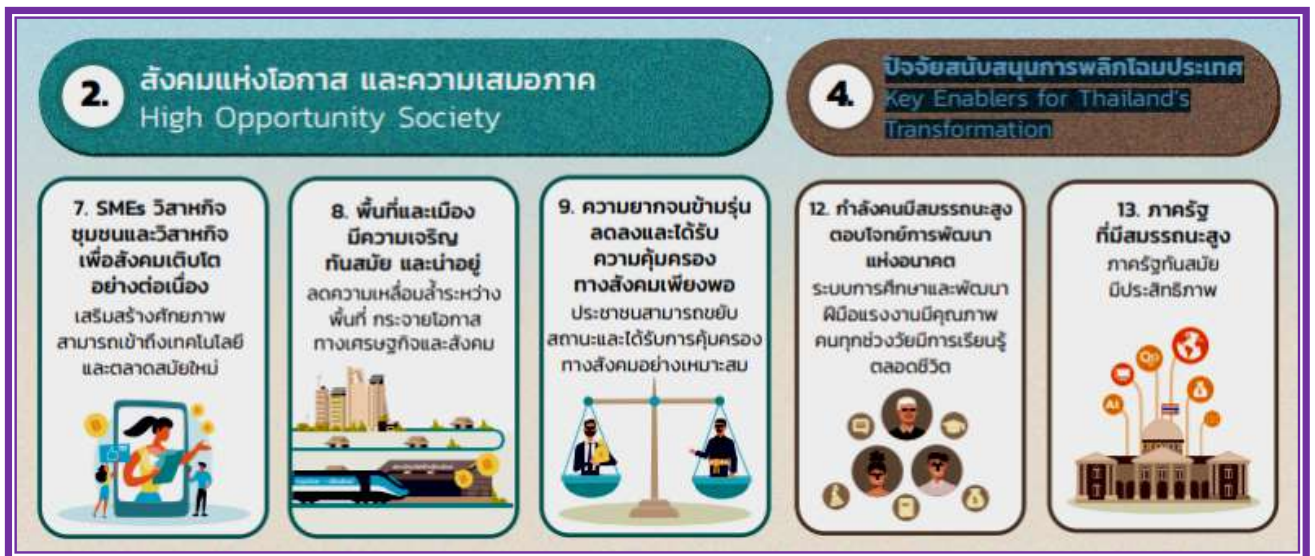 2.
สังคมแห่งโอกาส และความเสมอภาค
High Opportunity Society
4.
ปัจจัยสนับสนุนการพลิกโฉมประเทศ
Key Enablers for Thailand's
Transformation
7. SMEs วิสาหกิจ
ชุมชนและวิสาหกิจ
เพื่อสังคมเติบโต
อย่างต่อเนื่อง
เสริมสร้างศักยภาพ
สามารถเข้าถึงเทคโนโลยี
และตลาดสมัยใหม่
8. พื้นที่และเมือง
มีความเจริญ
ทันสมัย และน่าอยู่
ลดความเหลื่อมล้ำระหว่าง
พื้นที่ กระจายโอกาส
ทางเศรษฐกิจและสังคม
9. ความยากจนข้ามรุ่น
ลดลงและได้รับ
ความคุ้มครอง
ทางสังคมเพียงพอ
ประชาชนสามารถขยับ
สถานะและได้รับการคุ้มครอง
ทางสังคมอย่างเหมาะสม
12. กำลังคนมีสมรรถนะสูง
ตอบโจทย์การพัฒนา
แห่งอนาคต
ระบบการศึกษาและพัฒนา
ฝีมือแรงงานมีคุณภาพ
คนทุกช่วงวัยมีการเรียนรู้
ตลอดชีวิต
13. ภาครัฐ
ที่มีสมรรถนะสูง
ภาครัฐทันสมัย
มีประสิทธิภาพ
AI